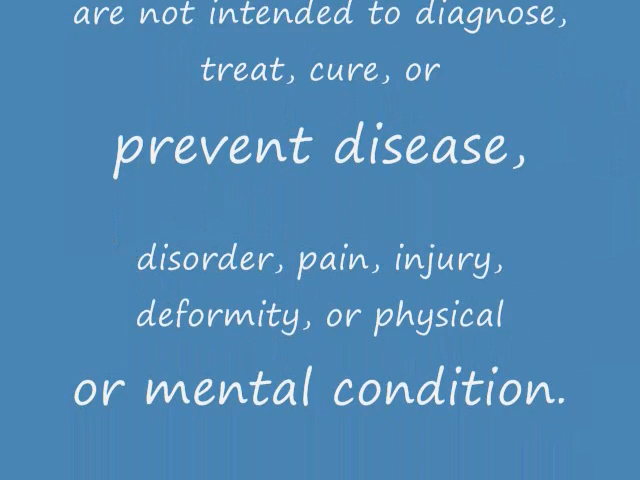 are not intended to diagnose,
treat, cure, or
prevent disease,
disorder, pain, injury,
deformity, or physical
or mental condition.